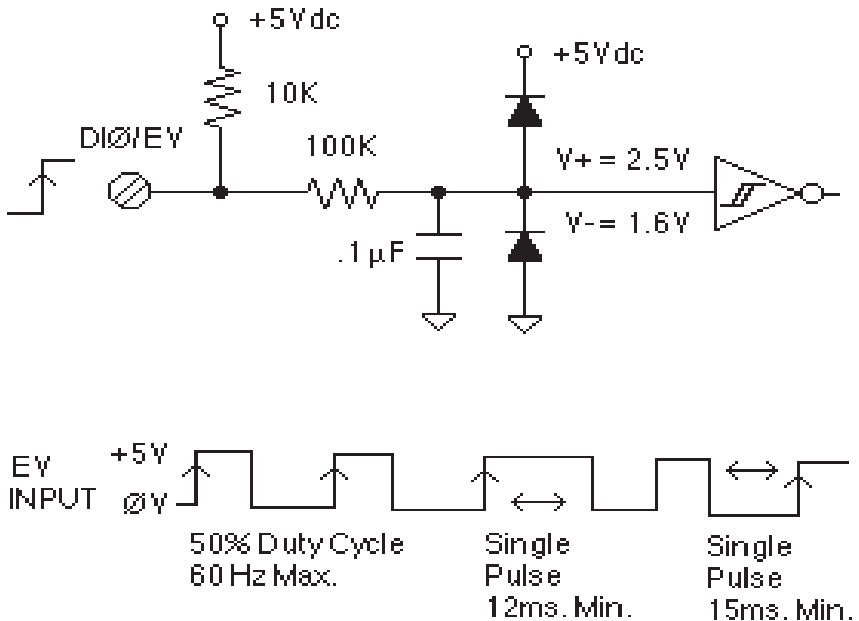 +5Vdc
10K
+5Vdc
DIØ/EV
100K
V+ = 2.5V
V-= 1.6V
.1µF
EV
INPUT
+5V
ØV
50% Duty Cycle
60 Hz Max.
Single
Pulse
12ms. Min.
Single
Pulse
15ms. Min.